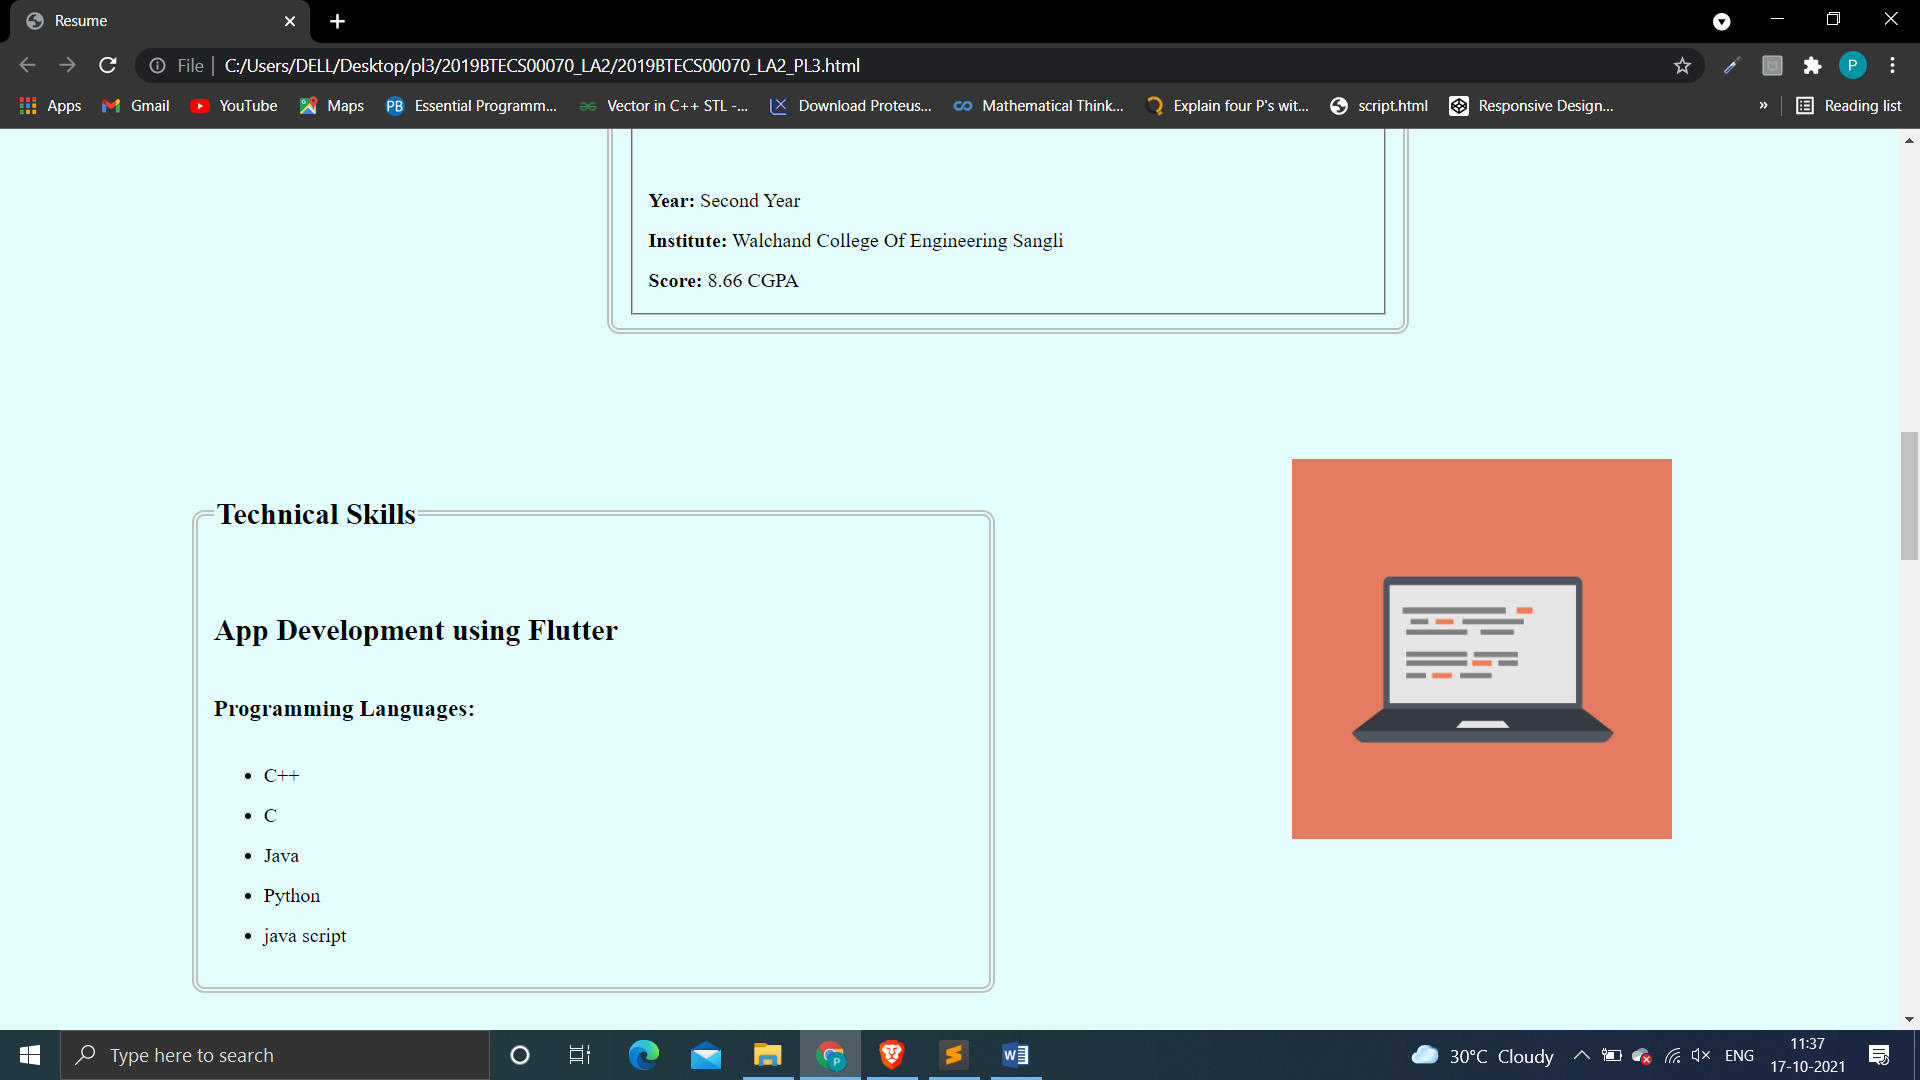 Resume
File C:/Users/DELL/Desktop/pl3/2019BTECS00070_LA2/2019BTECS00070_LA2_PL3.html
P
Apps Gmail YouTube Maps PB Essential Programm... Vector in C++ STL -... Download Proteus... Mathematical Think... Explain four P's wit... script.html Responsive Design... » Reading list
Year: Second Year
Institute: Walchand College Of Engineering Sangli
Score: 8.66 CGPA
Technical Skills
App Development using Flutter
Programming Languages:
C++
C
Java
Python
java script
Type here to search
P
30°C Cloudy
ENG
11:37
17-10-2021